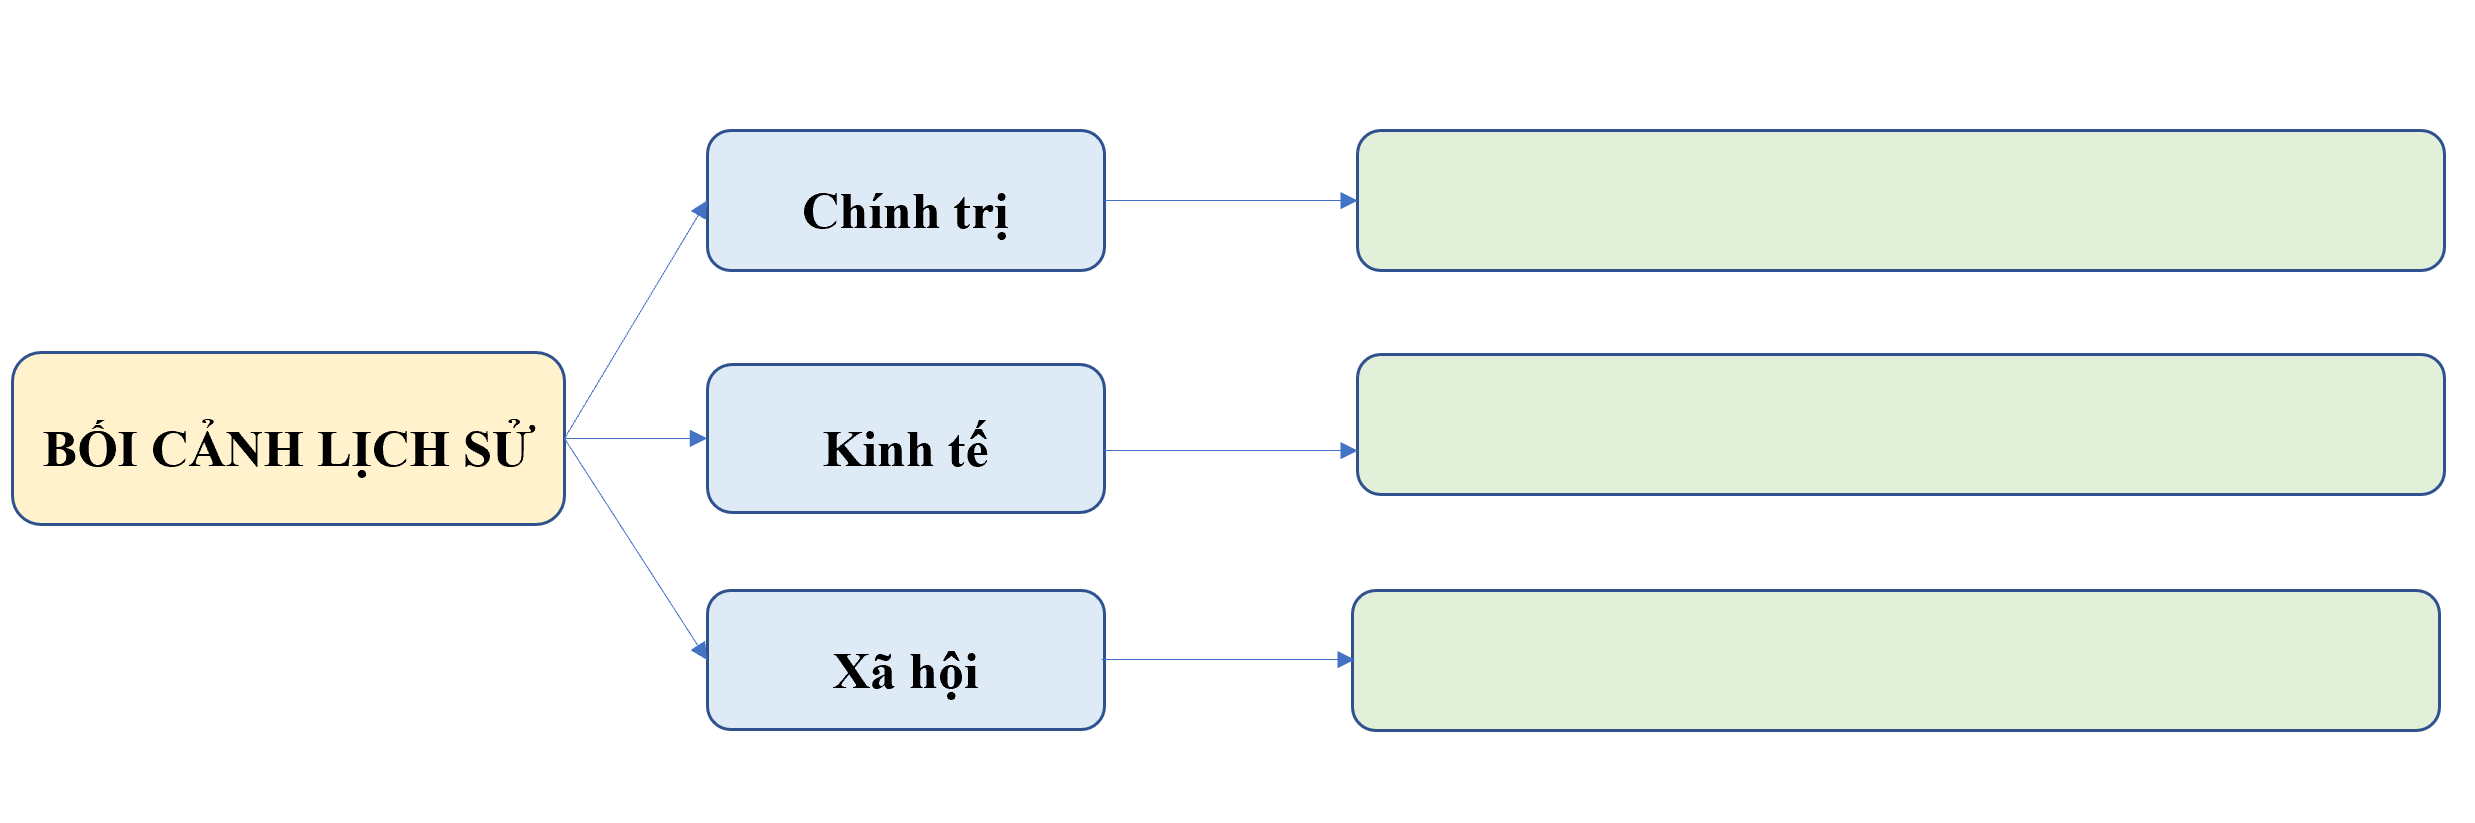 BỐI CẢNH LỊCH SỬ
Chính trị
Kinh tế
Xã hội